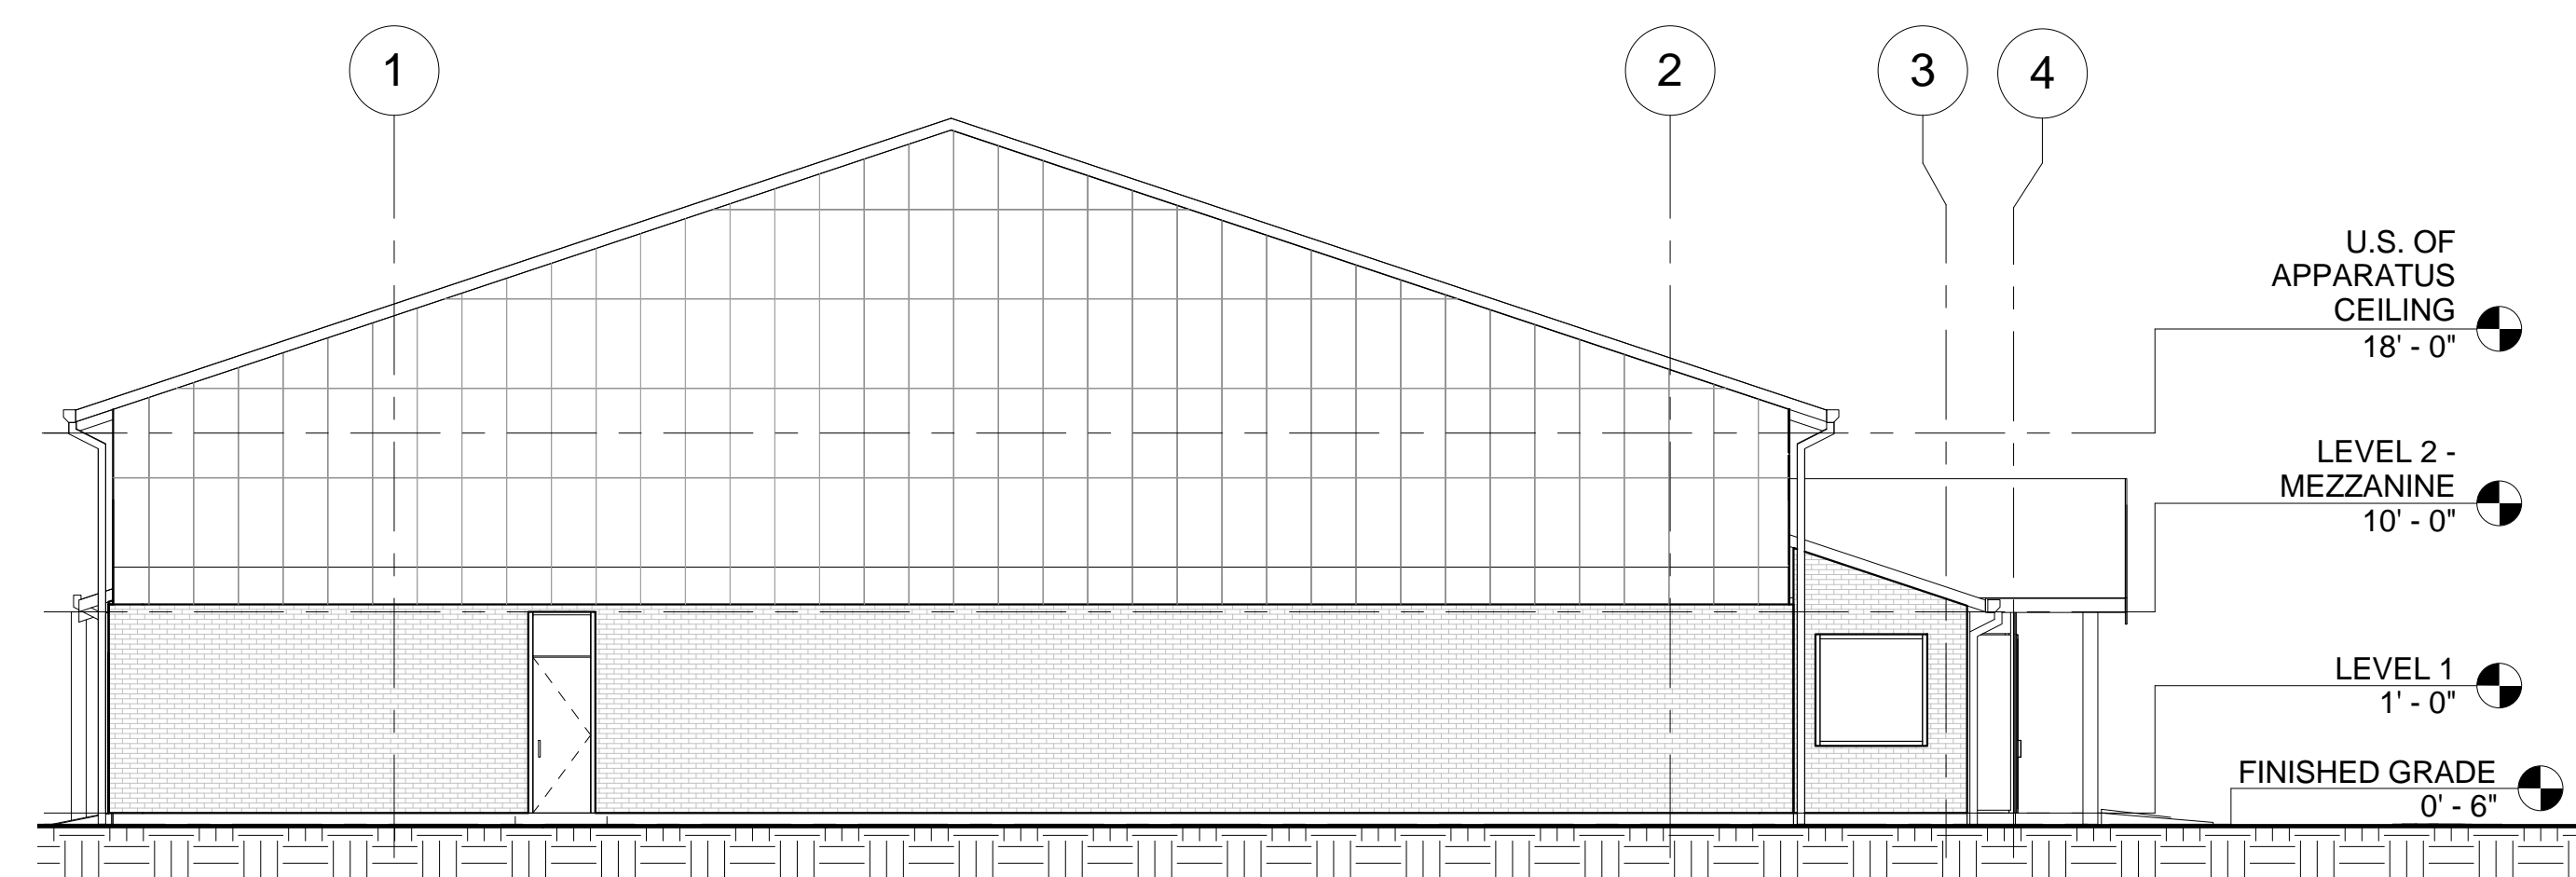 1
2
3
4
U.S. OF
APPARATUS
CEILING
18' - 0"
LEVEL 2 -
MEZZANINE
10' - 0"
LEVEL 1
1' - 0"
FINISHED GRADE
0' - 6"